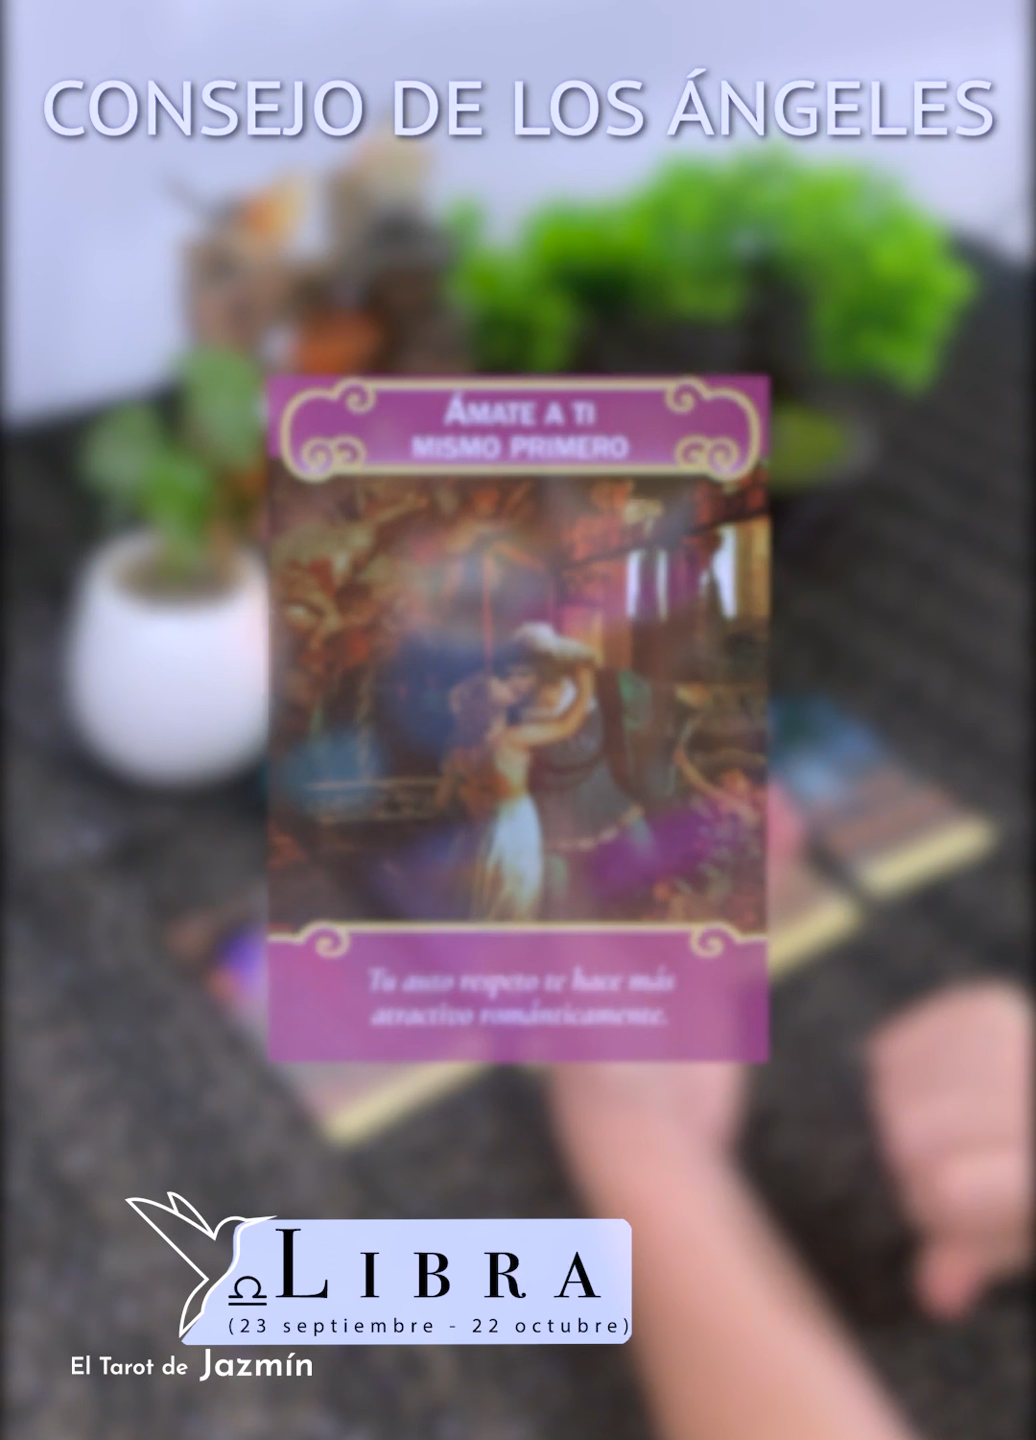 CONSEJO DE LOS ÁNGELES
ÁMATE A TI
MISMO PRIMERO
Tu auto respeto te hace más
atractivo románticamente.
♎ LIBRA
(23 septiembre - 22 octubre)
El Tarot de Jazmín